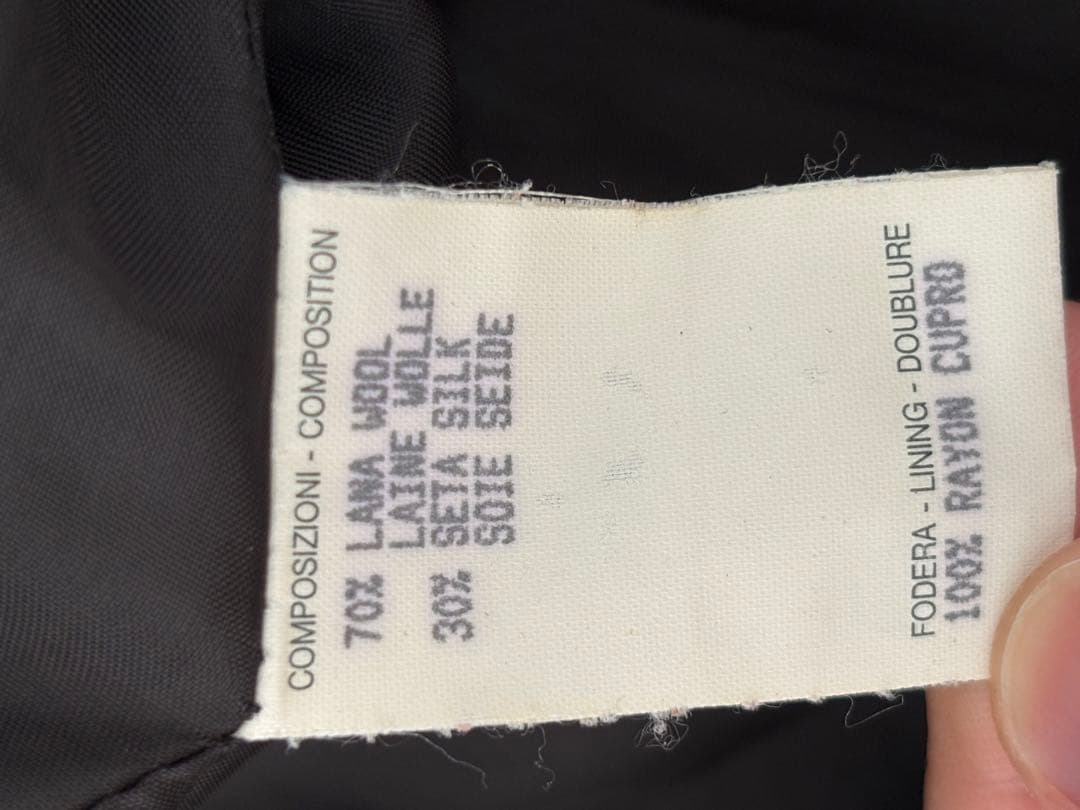 COMPOSIZIONI - COMPOSITION
70% LANA WOOL
LAINE WOLLE
30% SETA SILK
SOIE SEIDE
FODERA - LINING - DOUBLURE
100% RAYON CUPRO